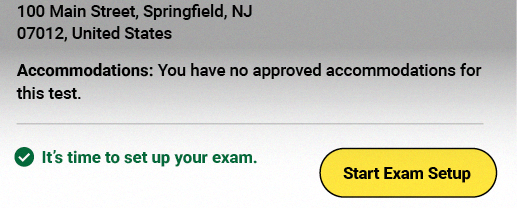 100 Main Street, Springfield, NJ
07012, United States
Accommodations: You have no approved accommodations for
this test.
It's time to set up your exam.
Start Exam Setup